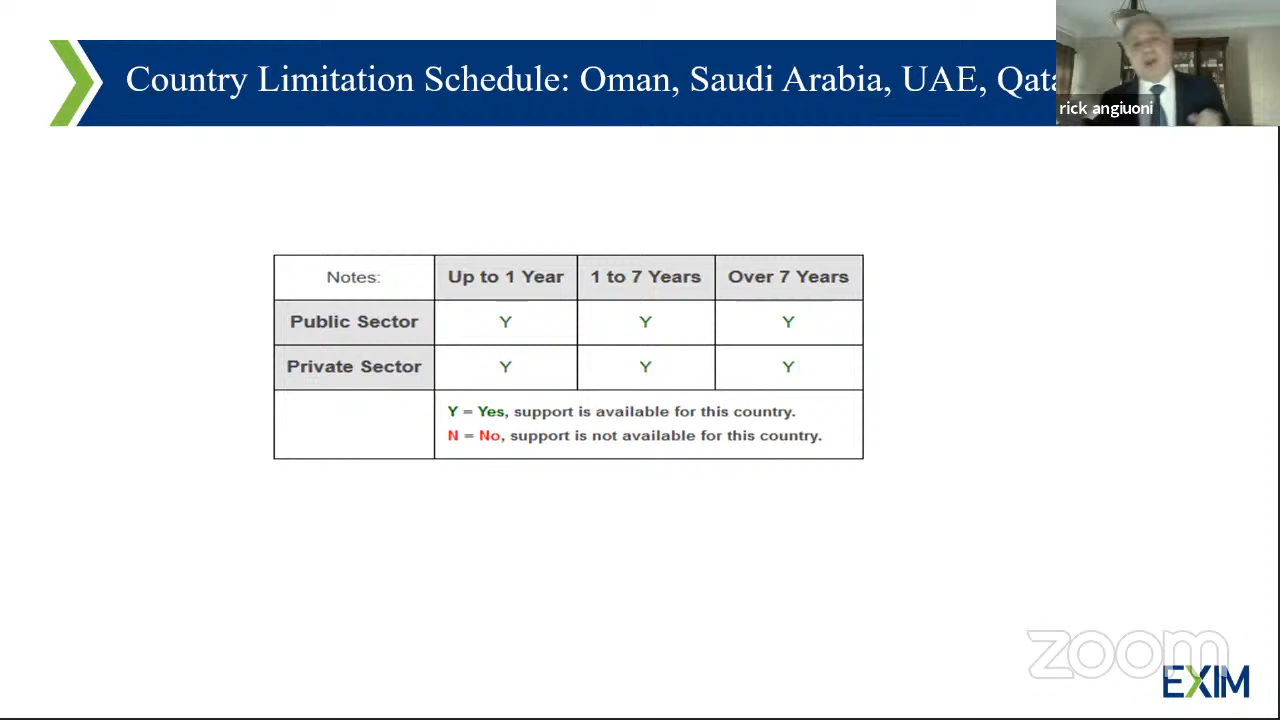 Country Limitation Schedule: Oman, Saudi Arabia, UAE,
rick angiuoni
Notes: Up to 1 Year 1 to 7 Years Over 7 Years
Public Sector Y Y Y
Private Sector Y Y Y
Y = Yes, support is available for this country.
N = No, support is not available for this country.
zoom
EXIM